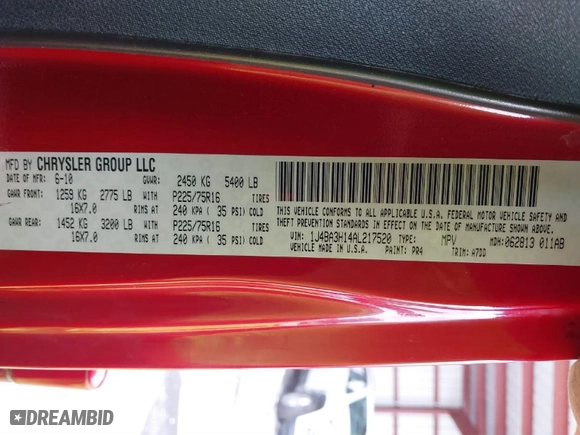 MFD BY CHRYSLER GROUP LLC
DATE OF MFR: 6-10 GVWR: 2450 KG 5400 LB
GAWR FRONT: 1259 KG 2775 LB WITH P225/75R16 TIRES
16X7.0 RIMS AT 240 KPA ( 35 PSI) COLD
GAWR REAR: 1452 KG 3200 LB WITH P225/75R16 TIRES
16X7.0 RIMS AT 240 KPA ( 35 PSI) COLD
THIS VEHICLE CONFORMS TO ALL APPLICABLE U.S.A. FEDERAL MOTOR VEHICLE SAFETY AND
THEFT PREVENTION STANDARDS IN EFFECT ON THE DATE OF MANUFACTURE SHOWN ABOVE.
VIN: 1J4BA3H14AL217520 TYPE: MPV MDH: 062813 011AB
VEHICLE MADE IN U.S.A. PAINT: PR4 TRIM: A7DD
DREAMBID